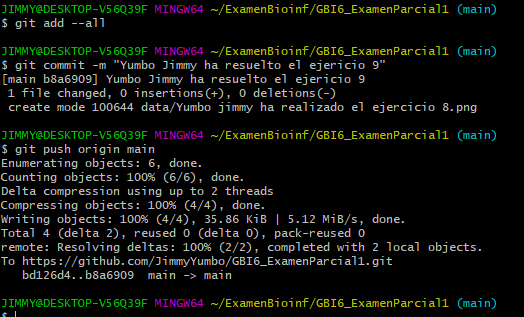 JIMMY@DESKTOP-V56Q39F MINGW64 ~/ExamenBioinf/GBI6_ExamenParcial1 (main)
$ git add --all

JIMMY@DESKTOP-V56Q39F MINGW64 ~/ExamenBioinf/GBI6_ExamenParcial1 (main)
$ git commit -m "Yumbo Jimmy ha resuelto el ejericio 9"
[main b8a6909] Yumbo Jimmy ha resuelto el ejericio 9
 1 file changed, 0 insertions(+), 0 deletions(-)
 create mode 100644 data/Yumbo jimmy ha realizado el ejercicio 8.png

JIMMY@DESKTOP-V56Q39F MINGW64 ~/ExamenBioinf/GBI6_ExamenParcial1 (main)
$ git push origin main
Enumerating objects: 6, done.
Counting objects: 100% (6/6), done.
Delta compression using up to 2 threads
Compressing objects: 100% (4/4), done.
Writing objects: 100% (4/4), 35.86 KiB | 5.12 MiB/s, done.
Total 4 (delta 2), reused 0 (delta 0), pack-reused 0
remote: Resolving deltas: 100% (2/2), completed with 2 local objects.
To https://github.com/JimmyYumbo/GBI6_ExamenParcial1.git
   bd126d4..b8a6909  main -> main

JIMMY@DESKTOP-V56Q39F MINGW64 ~/ExamenBioinf/GBI6_ExamenParcial1 (main)
$